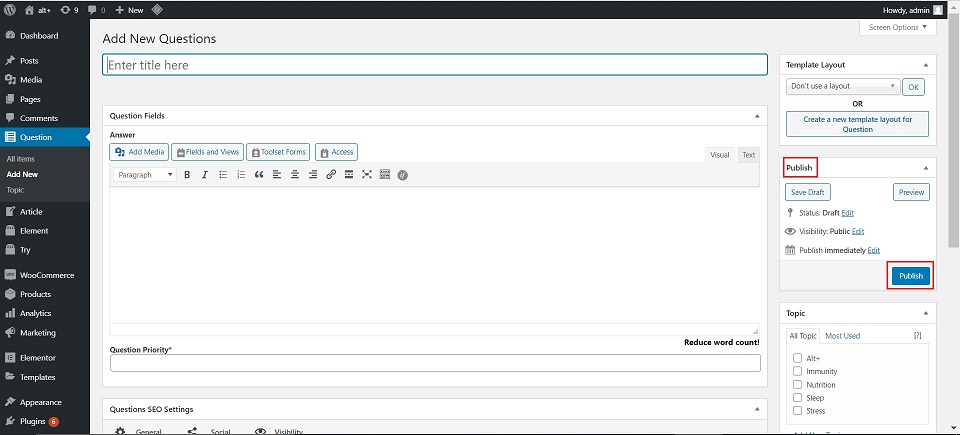 alt+ 9 0 + New Howdy, admin
Screen Options
Dashboard
Posts
Media
Pages
Comments
Question
All items
Add New
Topic
Article
Element
Try
WooCommerce
Products
Analytics
Marketing
Elementor
Templates
Appearance
Plugins 6
Add New Questions
Enter title here
Question Fields
Answer
Add Media Fields and Views Toolset Forms Access
Visual Text
Paragraph B I
Reduce word count!
Question Priority*
Questions SEO Settings
General Social Visibility
Template Layout
Don't use a layout OK
OR
Create a new template layout for
Question
Publish
Save Draft Preview
Status: Draft Edit
Visibility: Public Edit
Publish immediately Edit
Publish
Topic
All Topic Most Used [?]
Alt+
Immunity
Nutrition
Sleep
Stress